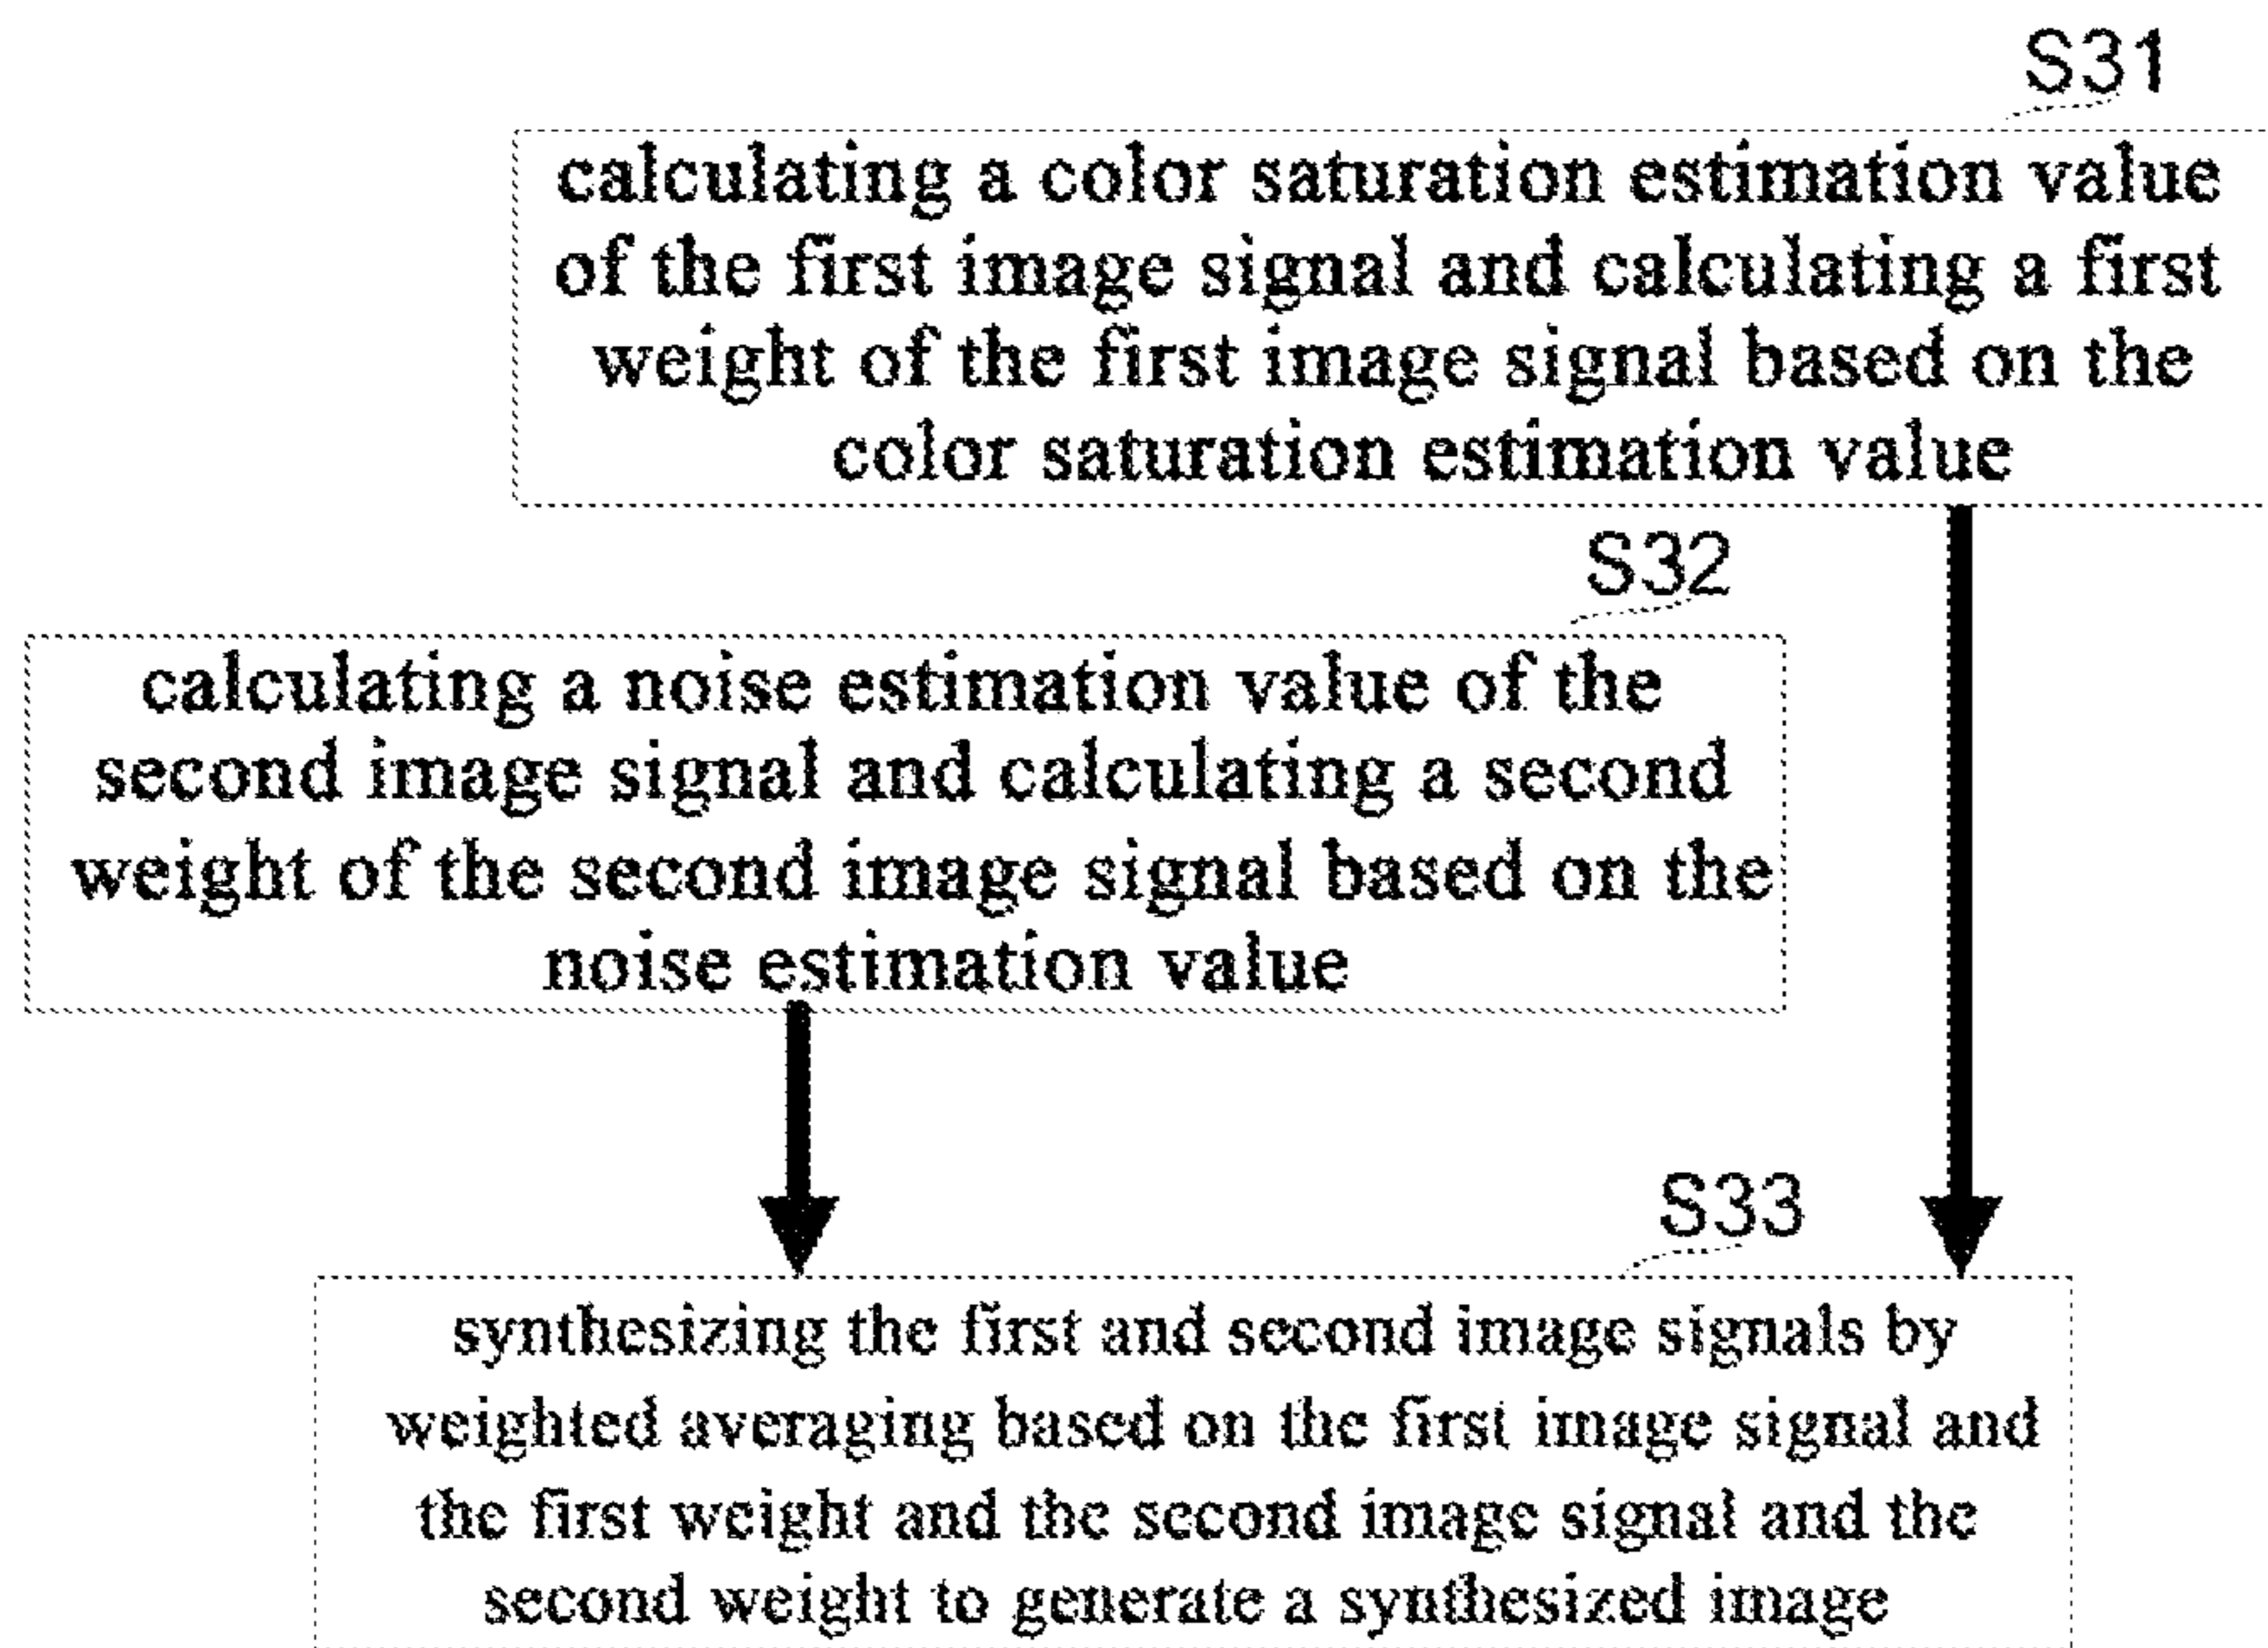 S31
calculating a color saturation estimation value
of the first image signal and calculating a first
weight of the first image signal based on the
color saturation estimation value
S32
calculating a noise estimation value of the
second image signal and calculating a second
weight of the second image signal based on the
noise estimation value
S33
synthesizing the first and second image signals by
weighted averaging based on the first image signal and
the first weight and the second image signal and the
second weight to generate a synthesized image